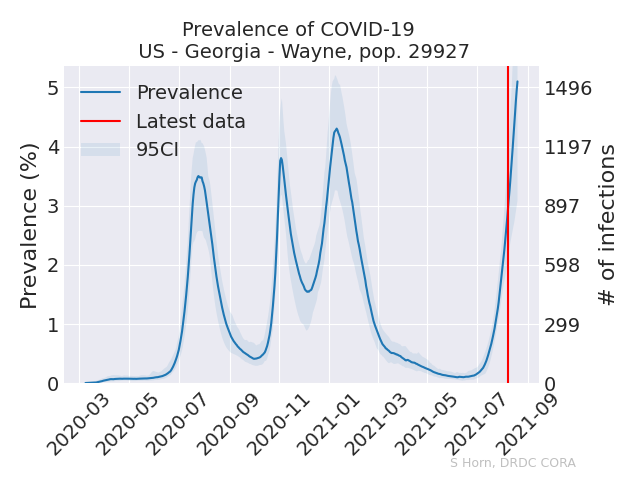 Prevalence of COVID-19
US - Georgia - Wayne, pop. 29927
Prevalence
Latest data
95CI
Prevalence (%)
5
4
3
2
1
0
1496
1197
897
598
299
0
# of infections
2020-03
2020-05
2020-07
2020-09
2020-11
2021-01
2021-03
2021-05
2021-07
2021-09
S Horn, DRDC CORA